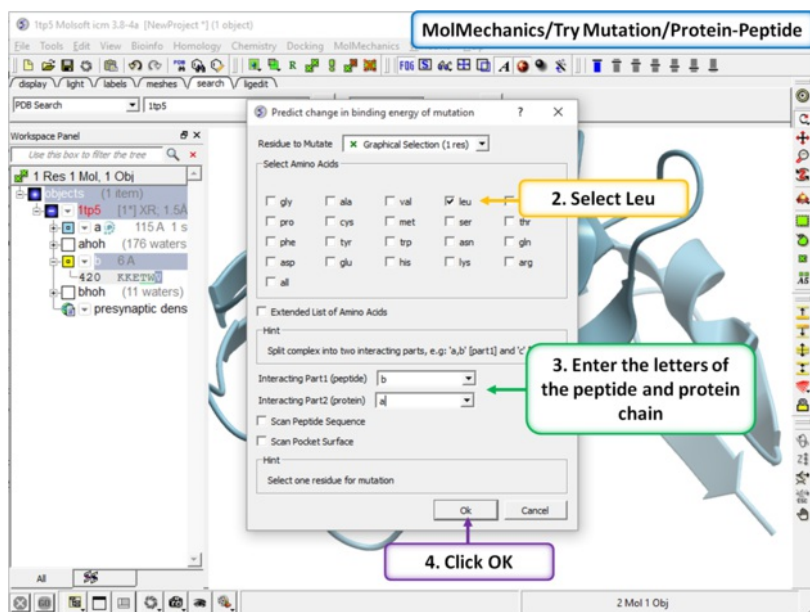 1tp5 Molsoft icm 3.8-4a [NewProject *] (1 object)
MolMechanics/Try Mutation/Protein-Peptide
File Tools Edit View Bioinfo Homology Chemistry Docking MolMechanics
display light labels meshes search ligedit
PDB Search 1tp5
Workspace Panel
Use this box to filter the tree
1 Res 1 Mol, 1 Obj
objects (1 item)
1tp5 [1*] XR; 1.5A
a 115 A 1 s
ahoh (176 waters
b 6 A
420 KKETWV
bhoh (11 waters)
presynaptic dens
All
Predict change in binding energy of mutation
Residue to Mutate Graphical Selection (1 res)
Select Amino Acids
gly ala val leu
pro cys met ser thr
phe tyr trp asn gln
asp glu his lys arg
all
2. Select Leu
Extended List of Amino Acids
Hint
Split complex into two interacting parts, e.g: 'a,b' [part1] and 'c'
Interacting Part1 (peptide) b
Interacting Part2 (protein) a
3. Enter the letters of
the peptide and protein
chain
Scan Peptide Sequence
Scan Pocket Surface
Hint
Select one residue for mutation
Ok Cancel
4. Click OK
2 Mol 1 Obj